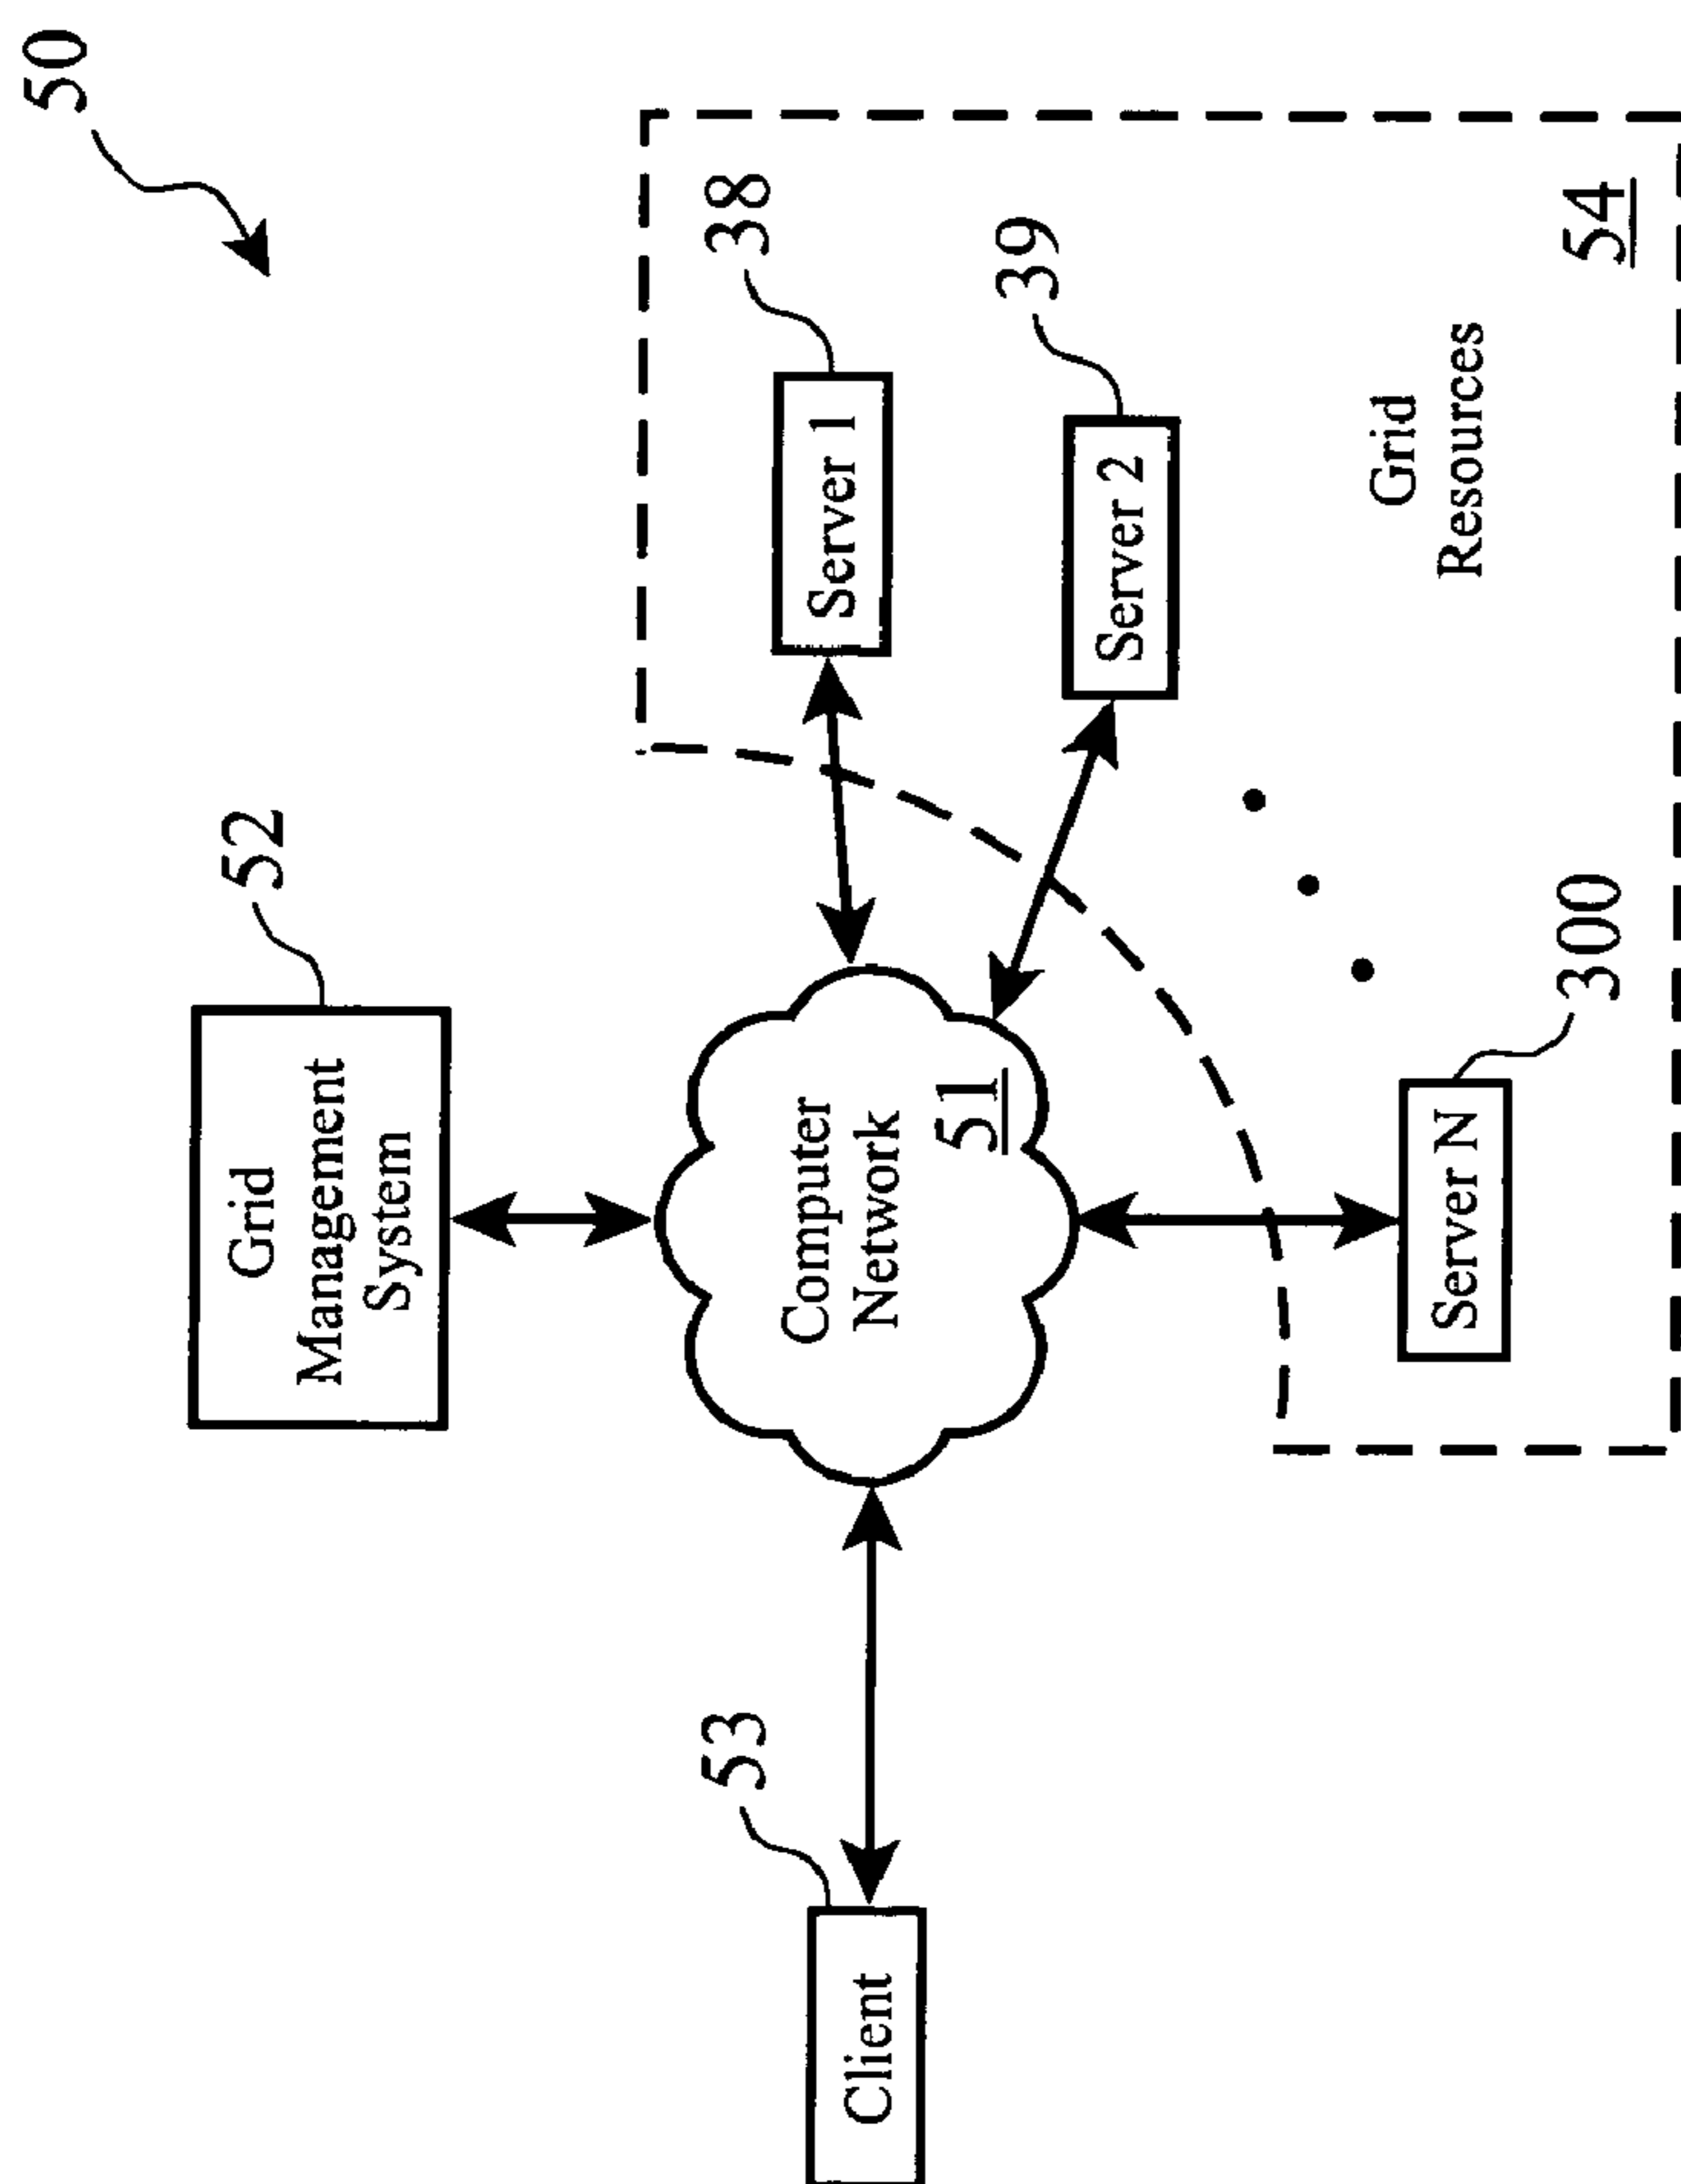 50
52
Grid
Management
System
53
Client
Computer
Network
51
38
Server 1
39
Server 2
Grid
Resources
54
300
Server N